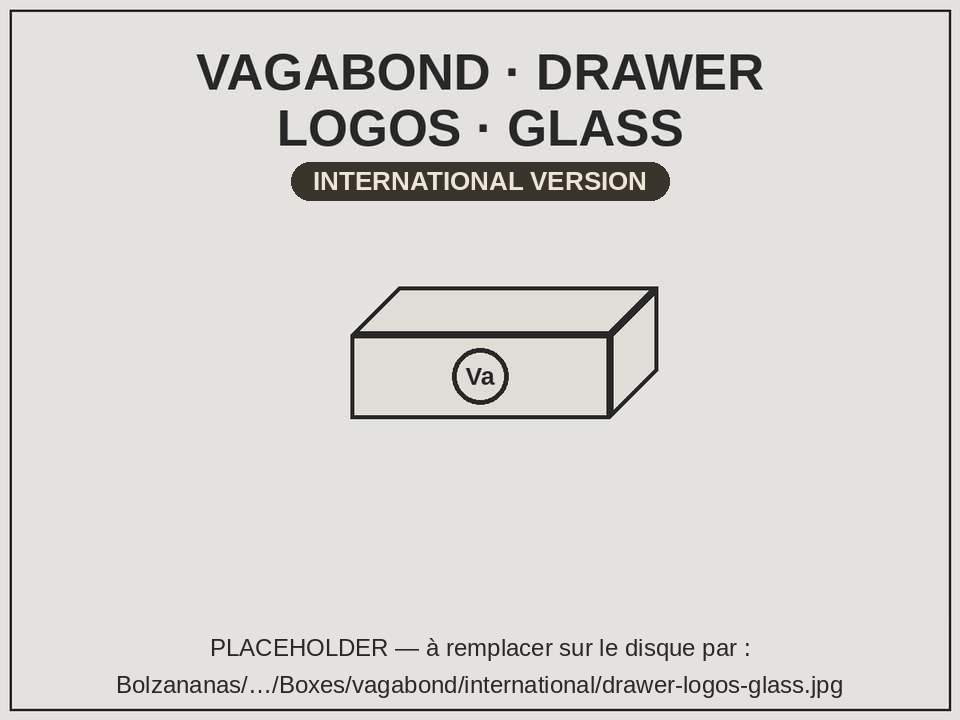 VAGABOND · DRAWER
LOGOS · GLASS
INTERNATIONAL VERSION
Va
PLACEHOLDER — à remplacer sur le disque par :
Bolzananas/…/Boxes/vagabond/international/drawer-logos-glass.jpg